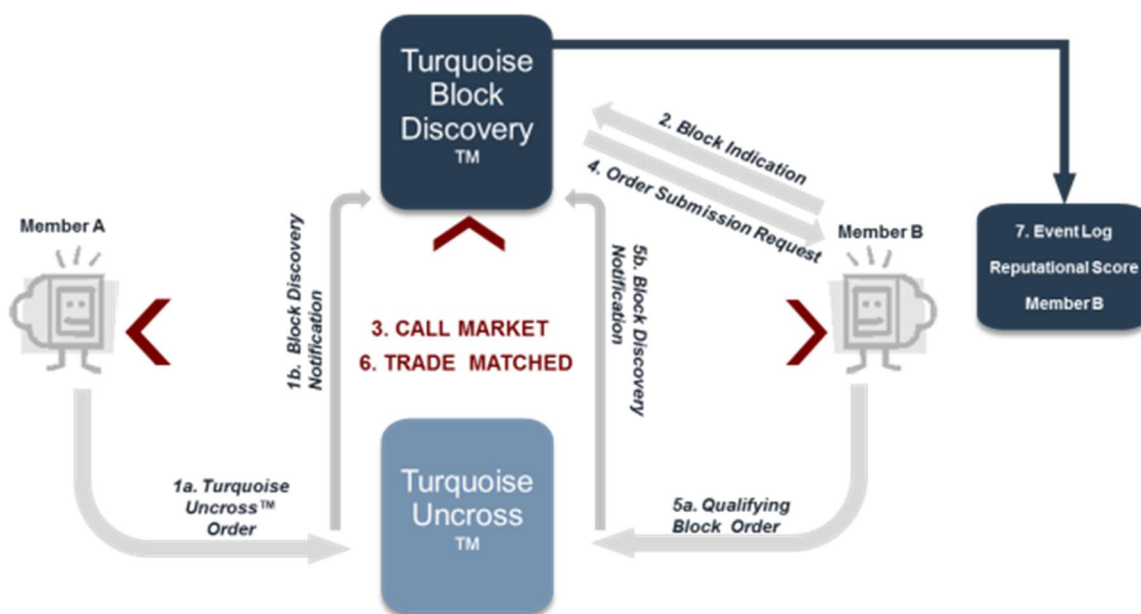 Turquoise
Block
Discovery
TM
2. Block Indication
4. Order Submission Request
Member A
Member B
7. Event Log
Reputational Score
Member B
1b. Block Discovery
Notification
5b. Block Discovery
Notification
3. CALL MARKET
6. TRADE MATCHED
1a. Turquoise
Uncross™
Order
Turquoise
Uncross
TM
5a. Qualifying
Block Order